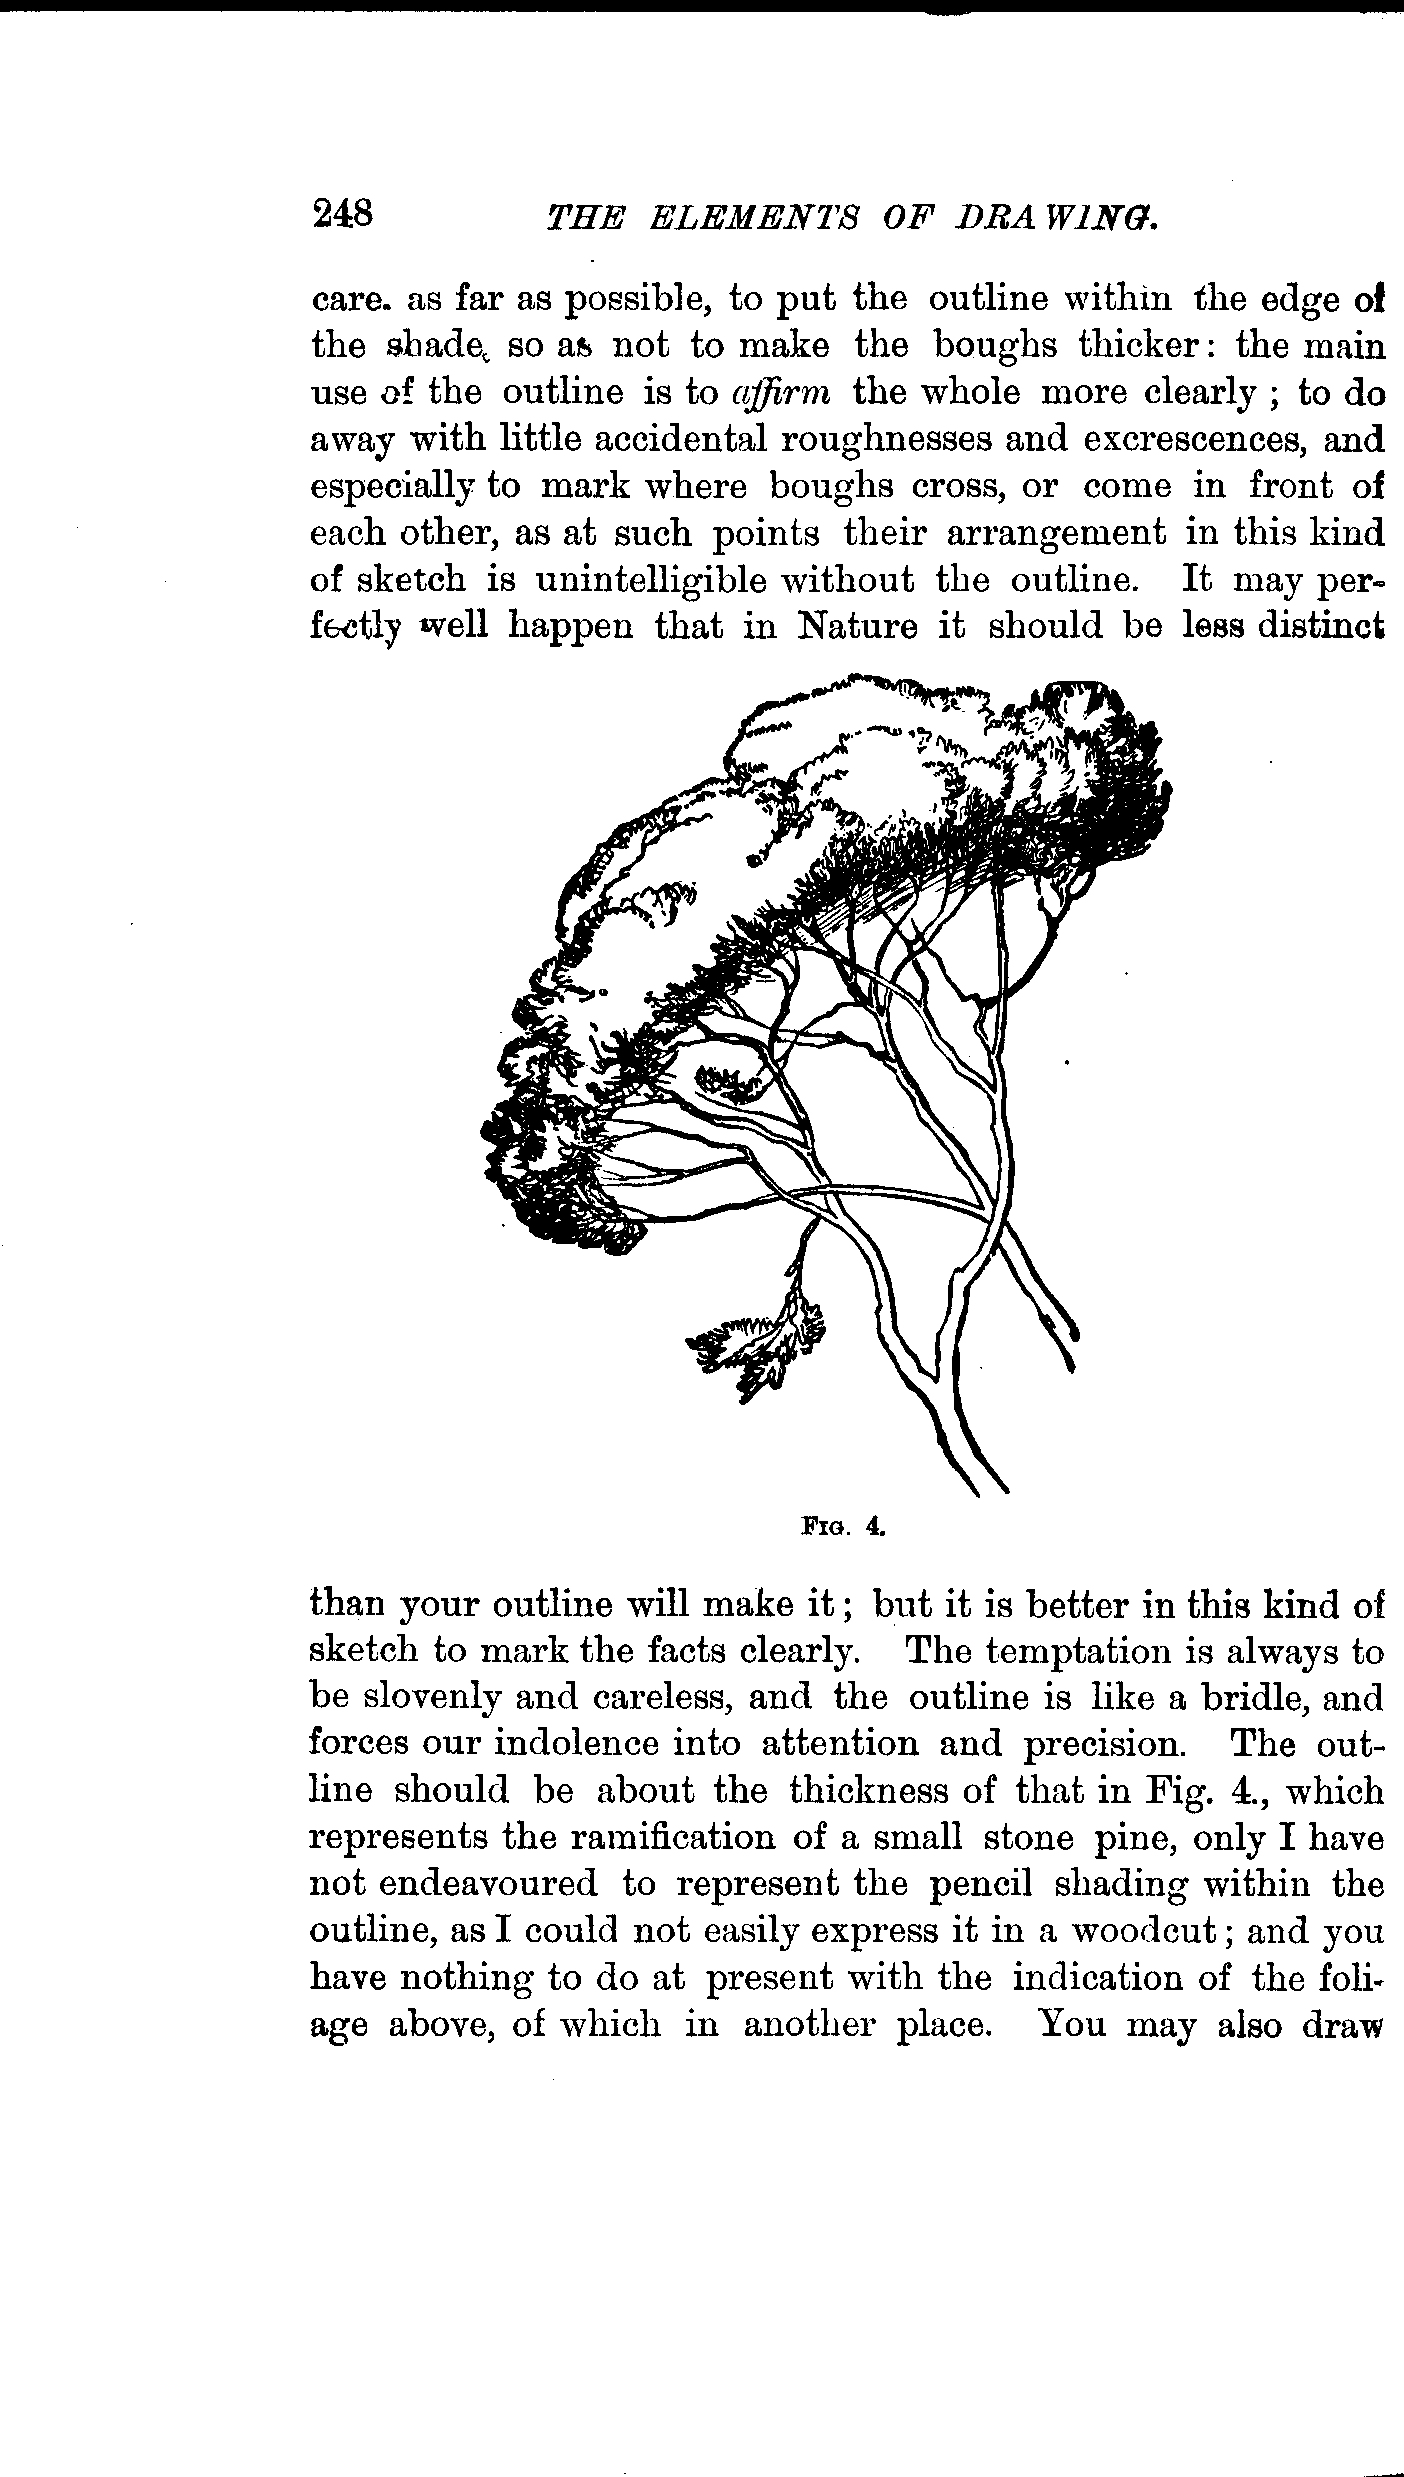 248 THE ELEMENTS OF DRAWING.
care. as far as possible, to put the outline within the edge of
the shade, so as not to make the boughs thicker: the main
use of the outline is to affirm the whole more clearly ; to do
away with little accidental roughnesses and excrescences, and
especially to mark where boughs cross, or come in front of
each other, as at such points their arrangement in this kind
of sketch is unintelligible without the outline. It may per-
fectly well happen that in Nature it should be less distinct
FIG. 4.
than your outline will make it; but it is better in this kind of
sketch to mark the facts clearly. The temptation is always to
be slovenly and careless, and the outline is like a bridle, and
forces our indolence into attention and precision. The out-
line should be about the thickness of that in Fig. 4., which
represents the ramification of a small stone pine, only I have
not endeavoured to represent the pencil shading within the
outline, as I could not easily express it in a woodcut; and you
have nothing to do at present with the indication of the foli-
age above, of which in another place. You may also draw